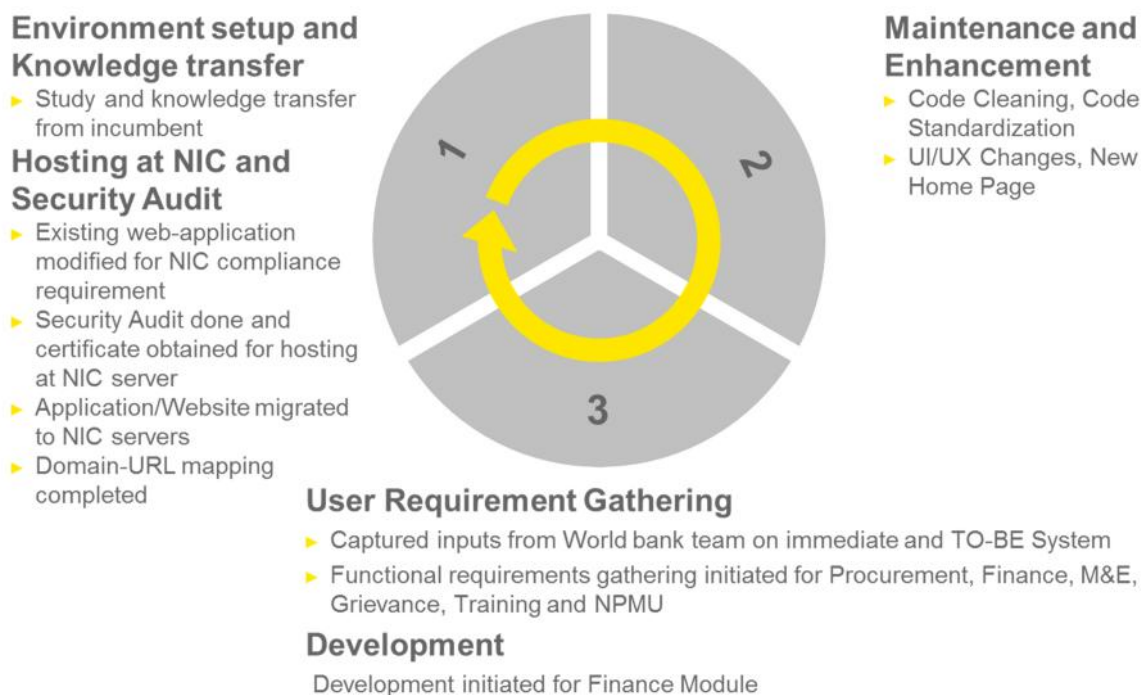 Environment setup and
Knowledge transfer
► Study and knowledge transfer
from incumbent
Hosting at NIC and
Security Audit
► Existing web-application
modified for NIC compliance
requirement
► Security Audit done and
certificate obtained for hosting
at NIC server
► Application/Website migrated
to NIC servers
► Domain-URL mapping
completed
1
2
3
Maintenance and
Enhancement
► Code Cleaning, Code
Standardization
► UI/UX Changes, New
Home Page
User Requirement Gathering
► Captured inputs from World bank team on immediate and TO-BE System
► Functional requirements gathering initiated for Procurement, Finance, M&E,
Grievance, Training and NPMU
Development
Development initiated for Finance Module